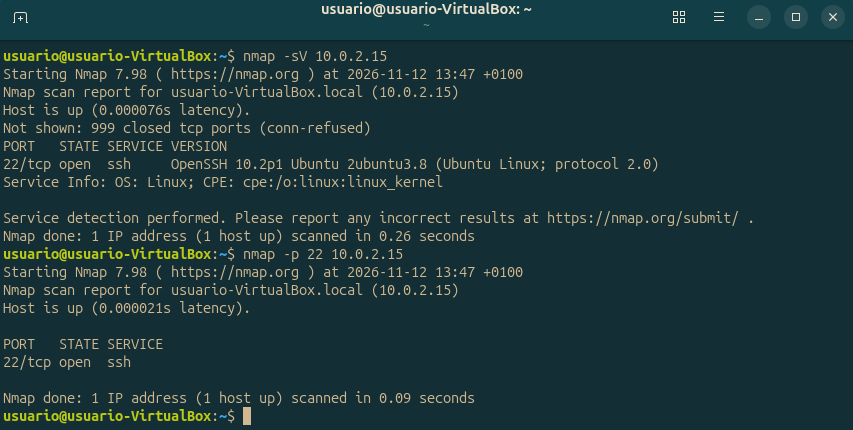 usuario@usuario-VirtualBox: ~
~
usuario@usuario-VirtualBox:~$ nmap -sV 10.0.2.15
Starting Nmap 7.98 ( https://nmap.org ) at 2026-11-12 13:47 +0100
Nmap scan report for usuario-VirtualBox.local (10.0.2.15)
Host is up (0.000076s latency).
Not shown: 999 closed tcp ports (conn-refused)
PORT   STATE SERVICE VERSION
22/tcp open  ssh     OpenSSH 10.2p1 Ubuntu 2ubuntu3.8 (Ubuntu Linux; protocol 2.0)
Service Info: OS: Linux; CPE: cpe:/o:linux:linux_kernel

Service detection performed. Please report any incorrect results at https://nmap.org/submit/ .
Nmap done: 1 IP address (1 host up) scanned in 0.26 seconds
usuario@usuario-VirtualBox:~$ nmap -p 22 10.0.2.15
Starting Nmap 7.98 ( https://nmap.org ) at 2026-11-12 13:47 +0100
Nmap scan report for usuario-VirtualBox.local (10.0.2.15)
Host is up (0.000021s latency).

PORT   STATE SERVICE
22/tcp open  ssh

Nmap done: 1 IP address (1 host up) scanned in 0.09 seconds
usuario@usuario-VirtualBox:~$